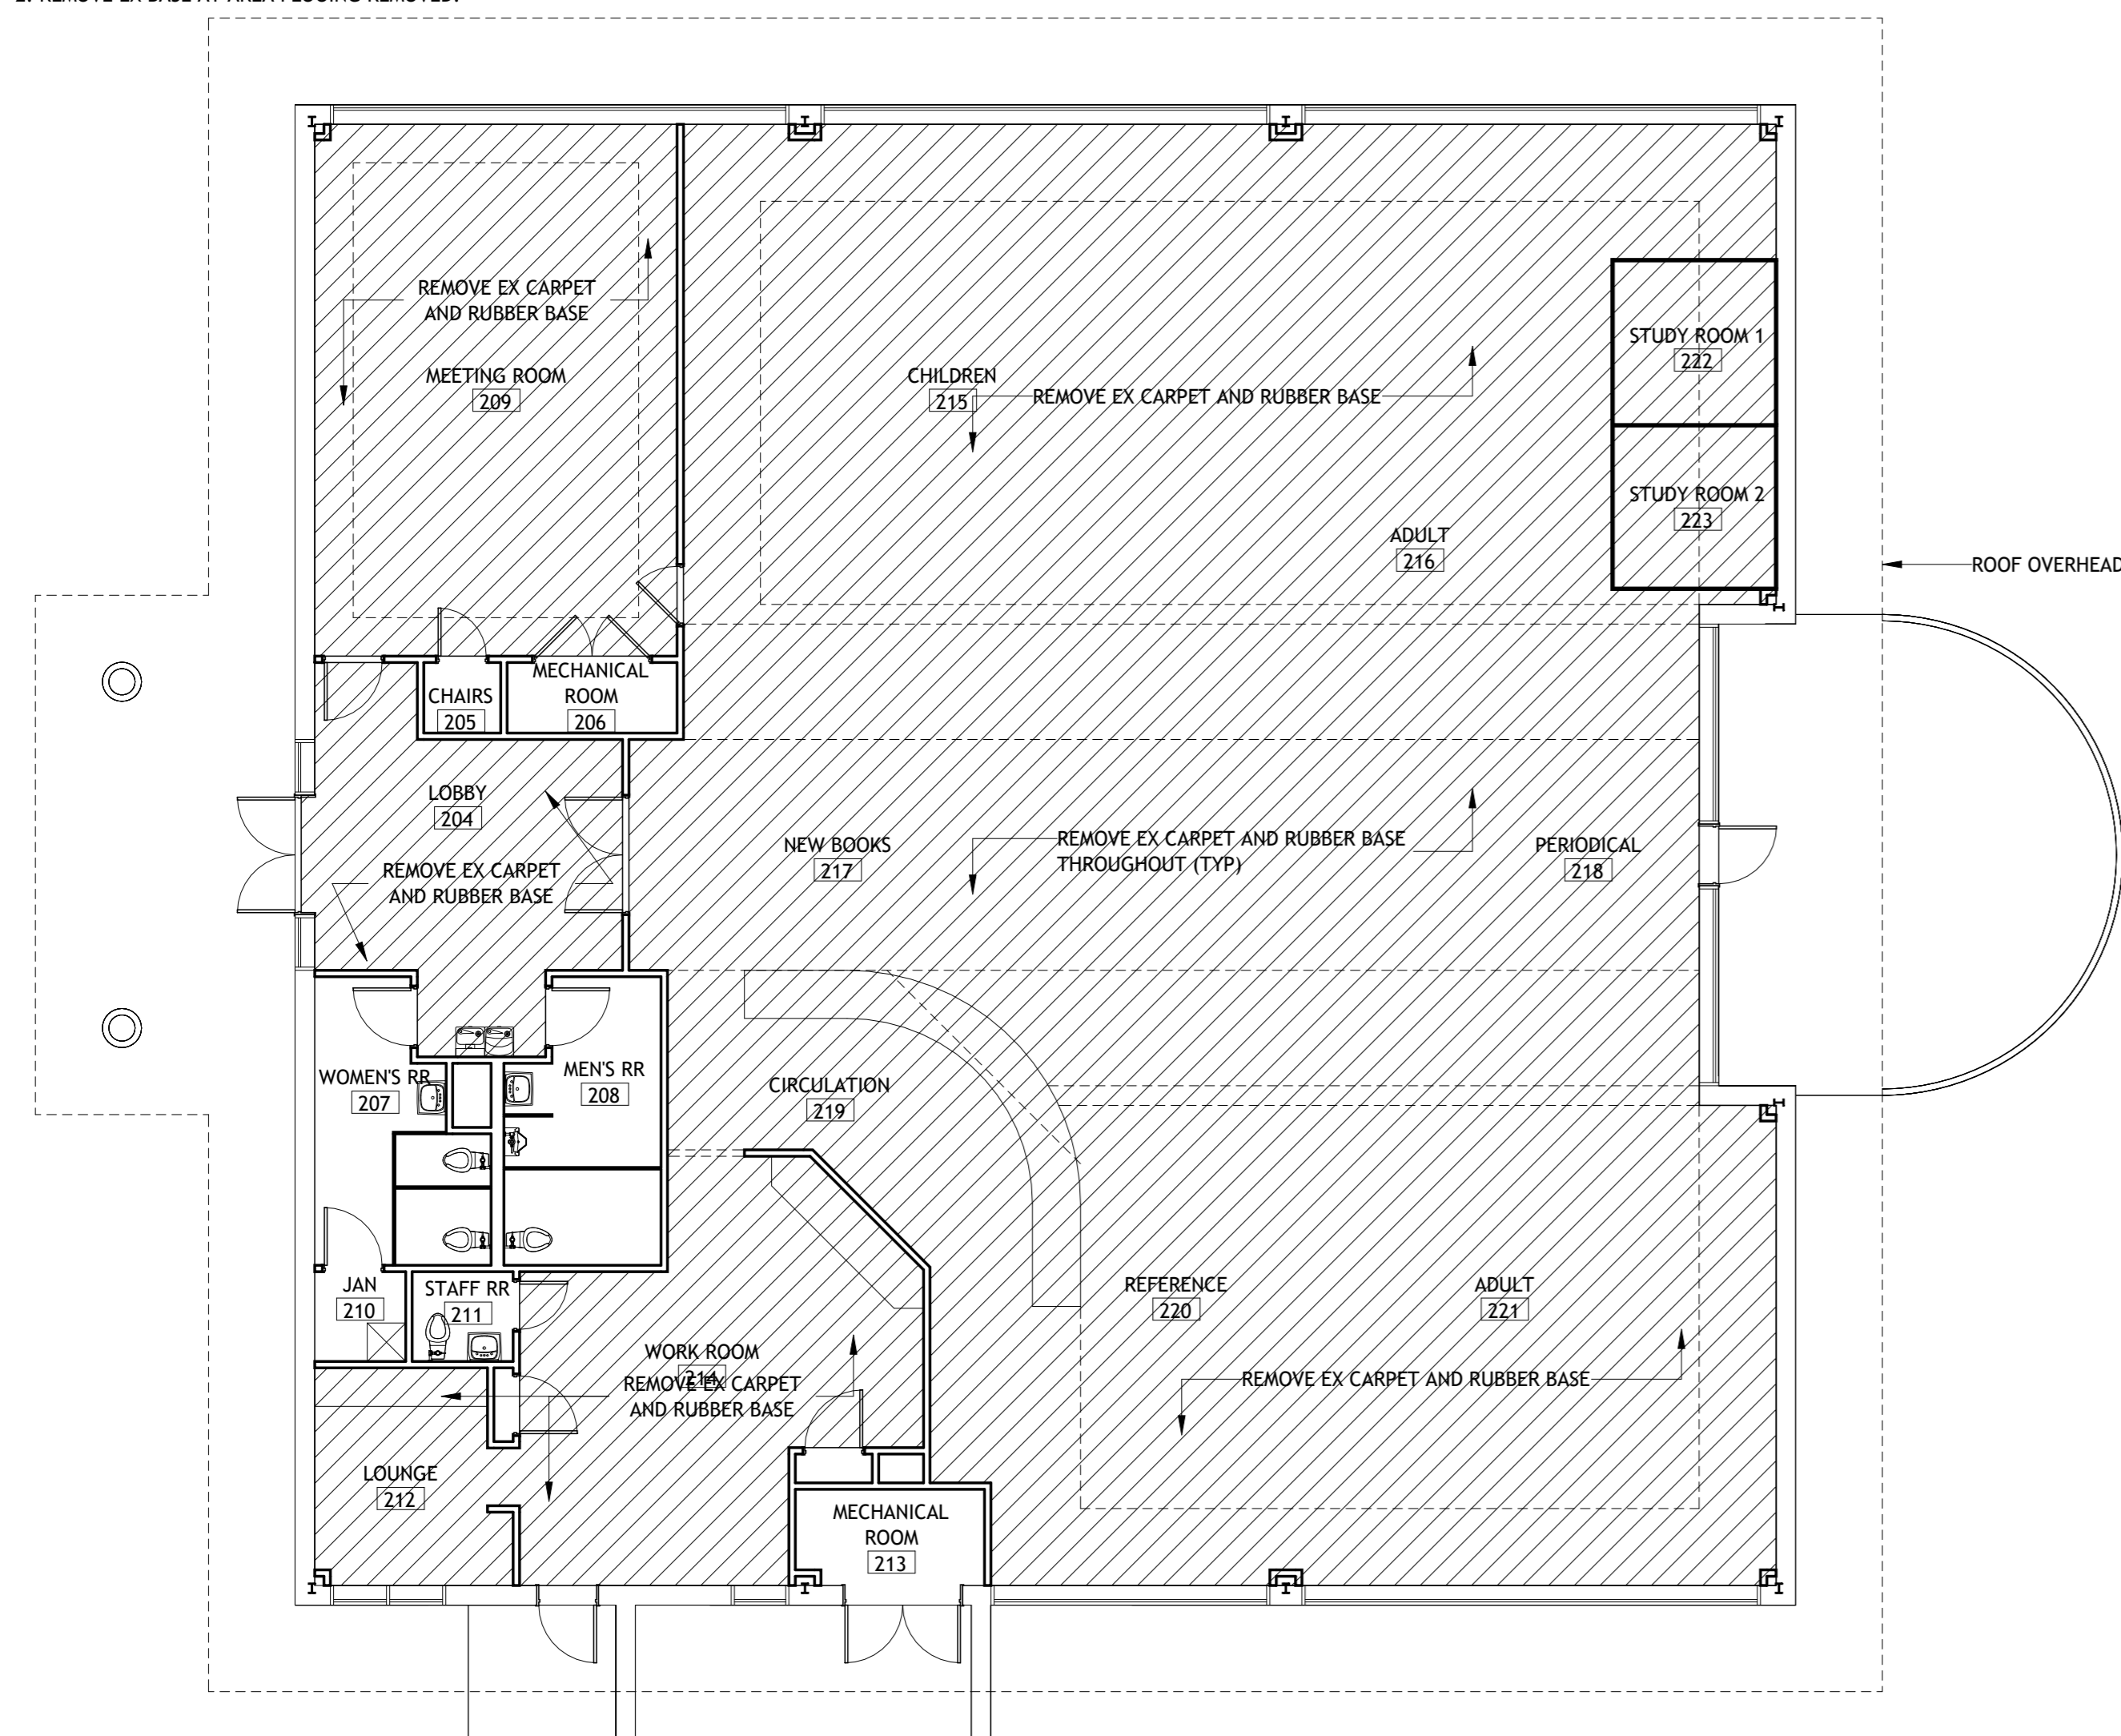 REMOVE EX CARPET
AND RUBBER BASE
MEETING ROOM
209
CHILDREN
215
REMOVE EX CARPET AND RUBBER BASE
STUDY ROOM 1
222
STUDY ROOM 2
223
ADULT
216
ROOF OVERHEAD
MECHANICAL
ROOM
206
CHAIRS
205
LOBBY
204
REMOVE EX CARPET
AND RUBBER BASE
NEW BOOKS
217
REMOVE EX CARPET AND RUBBER BASE
THROUGHOUT (TYP)
PERIODICAL
218
WOMEN'S RR
207
MEN'S RR
208
CIRCULATION
219
JAN
210
STAFF RR
211
REFERENCE
220
ADULT
221
WORK ROOM
214
REMOVE EX CARPET
AND RUBBER BASE
REMOVE EX CARPET AND RUBBER BASE
LOUNGE
212
MECHANICAL
ROOM
213